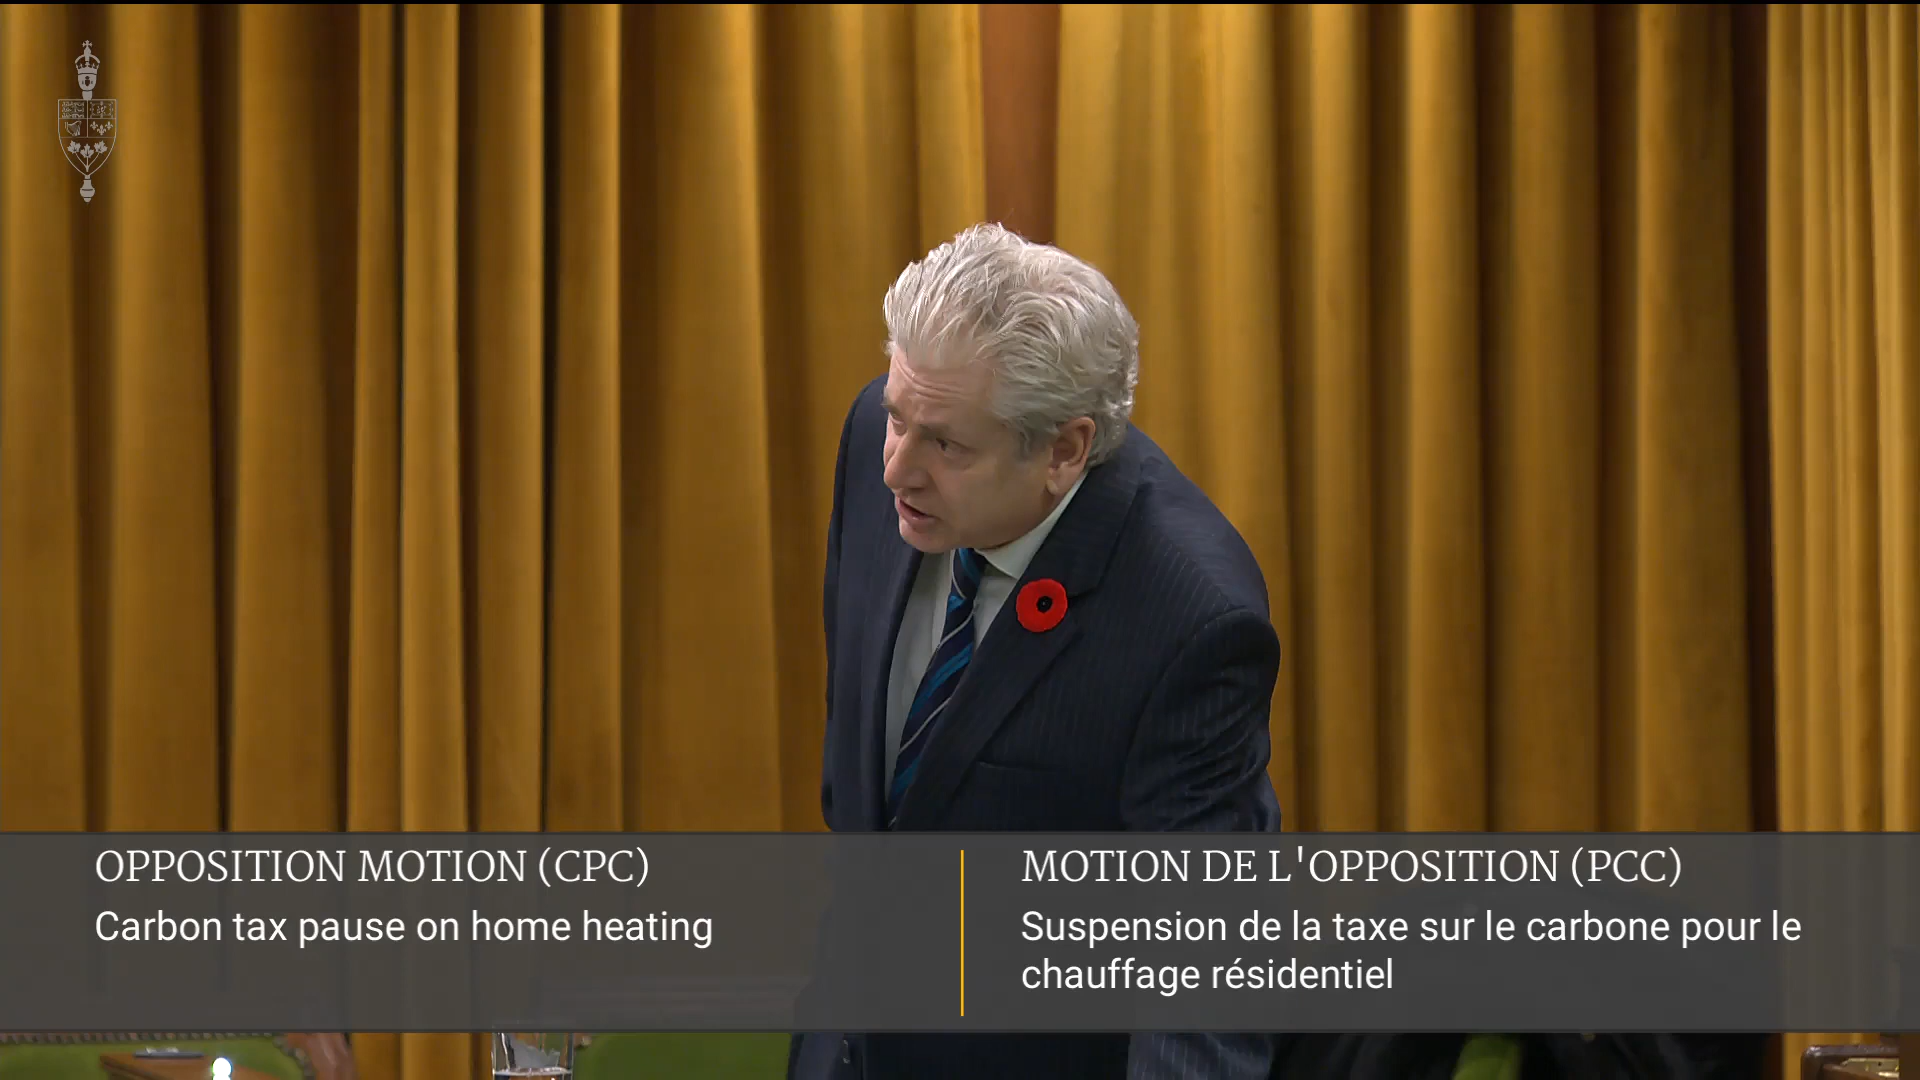 OPPOSITION MOTION (CPC)
Carbon tax pause on home heating
MOTION DE L'OPPOSITION (PCC)
Suspension de la taxe sur le carbone pour le
chauffage résidentiel